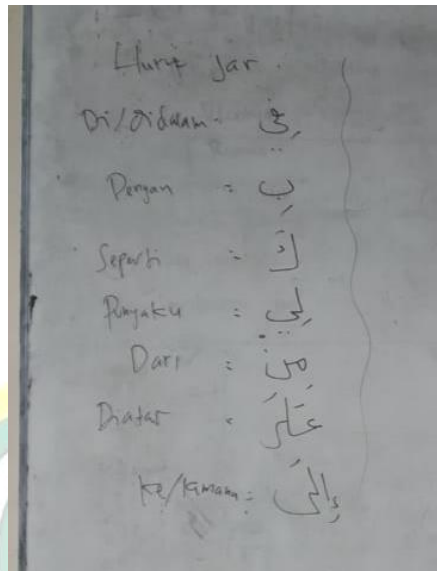 Huruf jar.
Di/didalam = فِي
Dengan = بِ
Seperti = كَ
Punyaku = لِي
Dari = مِنْ
Diatas = عَلَى
Ke/kemana = إِلَى